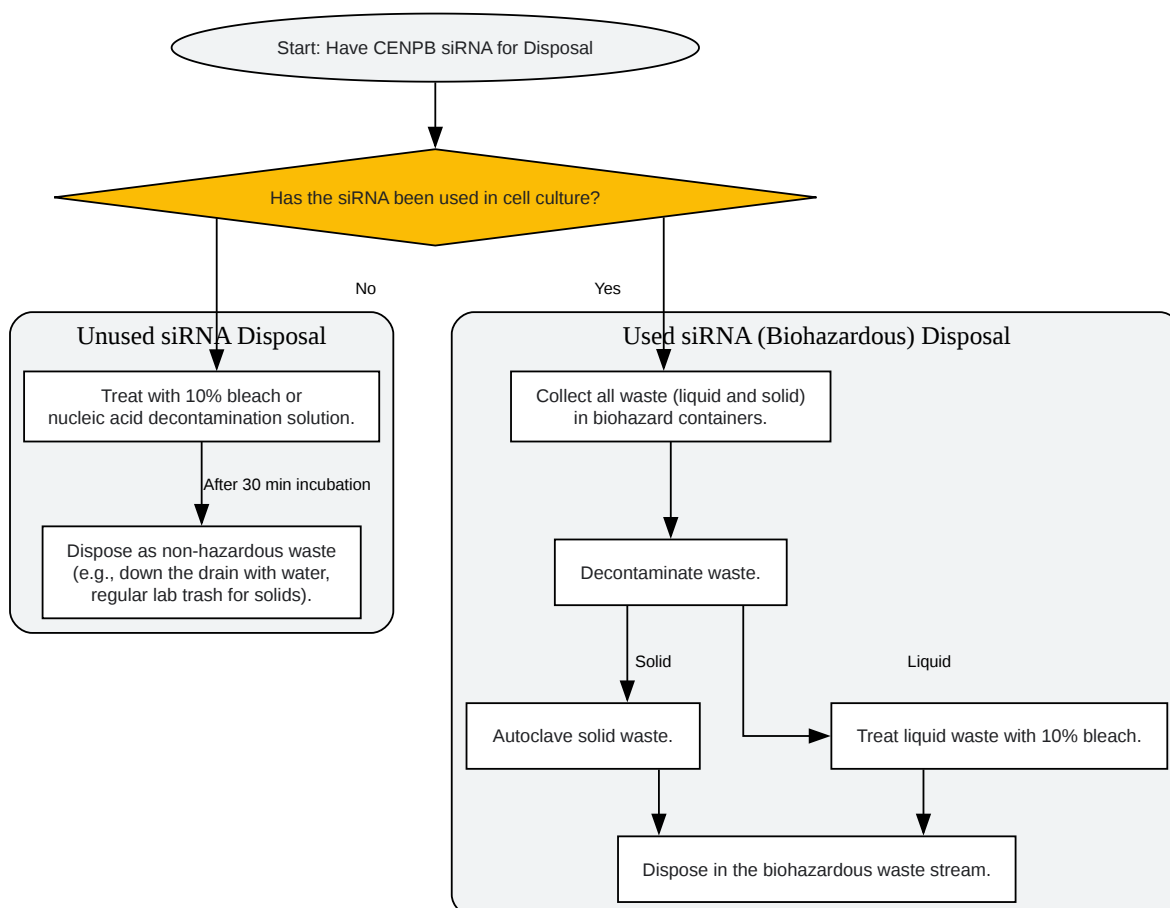 Start: Have CENPB siRNA for Disposal
Has the siRNA been used in cell culture?
No
Yes
Unused siRNA Disposal
Treat with 10% bleach or
nucleic acid decontamination solution.
After 30 min incubation
Dispose as non-hazardous waste
(e.g., down the drain with water,
regular lab trash for solids).
Used siRNA (Biohazardous) Disposal
Collect all waste (liquid and solid)
in biohazard containers.
Decontaminate waste.
Solid
Liquid
Autoclave solid waste.
Treat liquid waste with 10% bleach.
Dispose in the biohazardous waste stream.